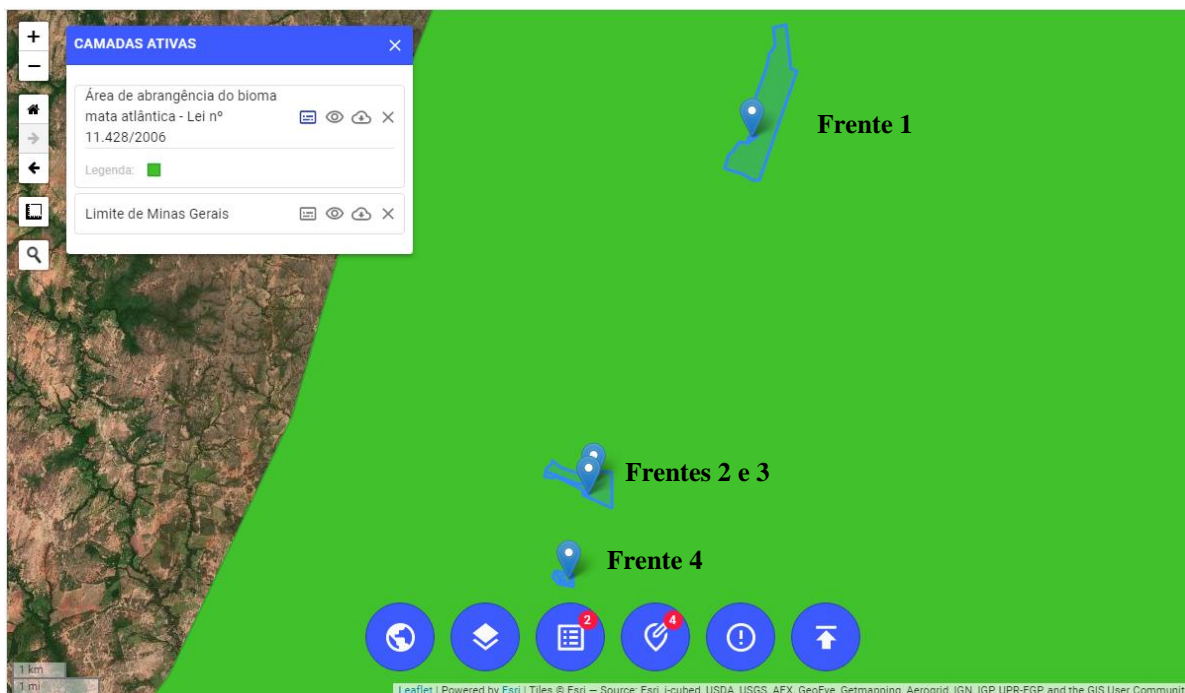 +
−
CAMADAS ATIVAS
Área de abrangência do bioma
mata atlântica - Lei nº
11.428/2006
Legenda:
Limite de Minas Gerais
Frente 1
Frentes 2 e 3
Frente 4
2
4
1 km
1 mi
Leaflet | Powered by Esri | Tiles © Esri — Source: Esri, i-cubed, USDA, USGS, AEX, GeoEye, Getmapping, Aerogrid, IGN, IGP, UPR-EGP, and the GIS User Communit